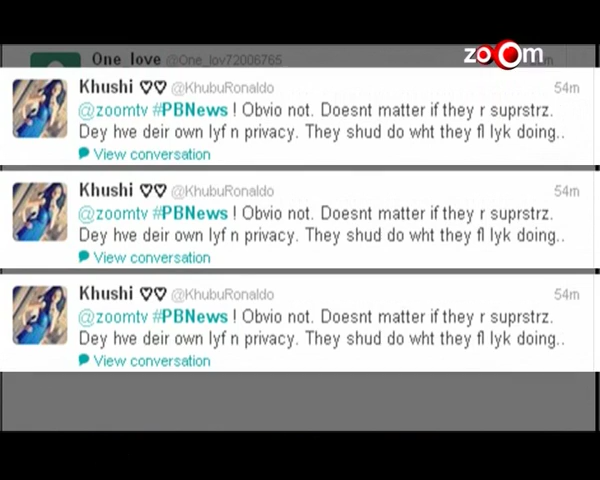 zoom
One_love @One_lov72006765
Khushi ♡♡ @KhubuRonaldo 54m
@zoomtv #PBNews ! Obvio not. Doesnt matter if they r suprstrz.
Dey hve deir own lyf n privacy. They shud do wht they fl lyk doing..
View conversation
Khushi ♡♡ @KhubuRonaldo 54m
@zoomtv #PBNews ! Obvio not. Doesnt matter if they r suprstrz.
Dey hve deir own lyf n privacy. They shud do wht they fl lyk doing..
View conversation
Khushi ♡♡ @KhubuRonaldo 54m
@zoomtv #PBNews ! Obvio not. Doesnt matter if they r suprstrz.
Dey hve deir own lyf n privacy. They shud do wht they fl lyk doing..
View conversation